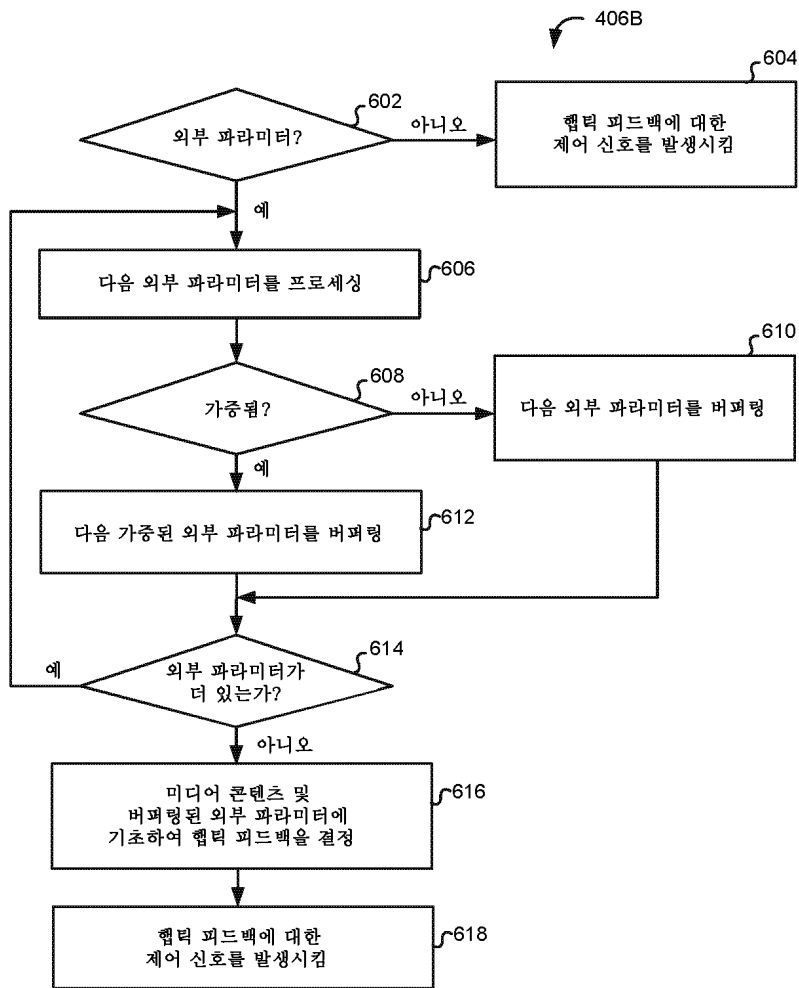 406B
604
602
외부 파라미터?
아니오
햅틱 피드백에 대한
제어 신호를 발생시킴
예
다음 외부 파라미터를 프로세싱
606
610
가중됨?
608
아니오
다음 외부 파라미터를 버퍼링
예
다음 가중된 외부 파라미터를 버퍼링
612
예
외부 파라미터가
더 있는가?
614
아니오
미디어 콘텐츠 및
버퍼링된 외부 파라미터에
기초하여 햅틱 피드백을 결정
616
햅틱 피드백에 대한
제어 신호를 발생시킴
618